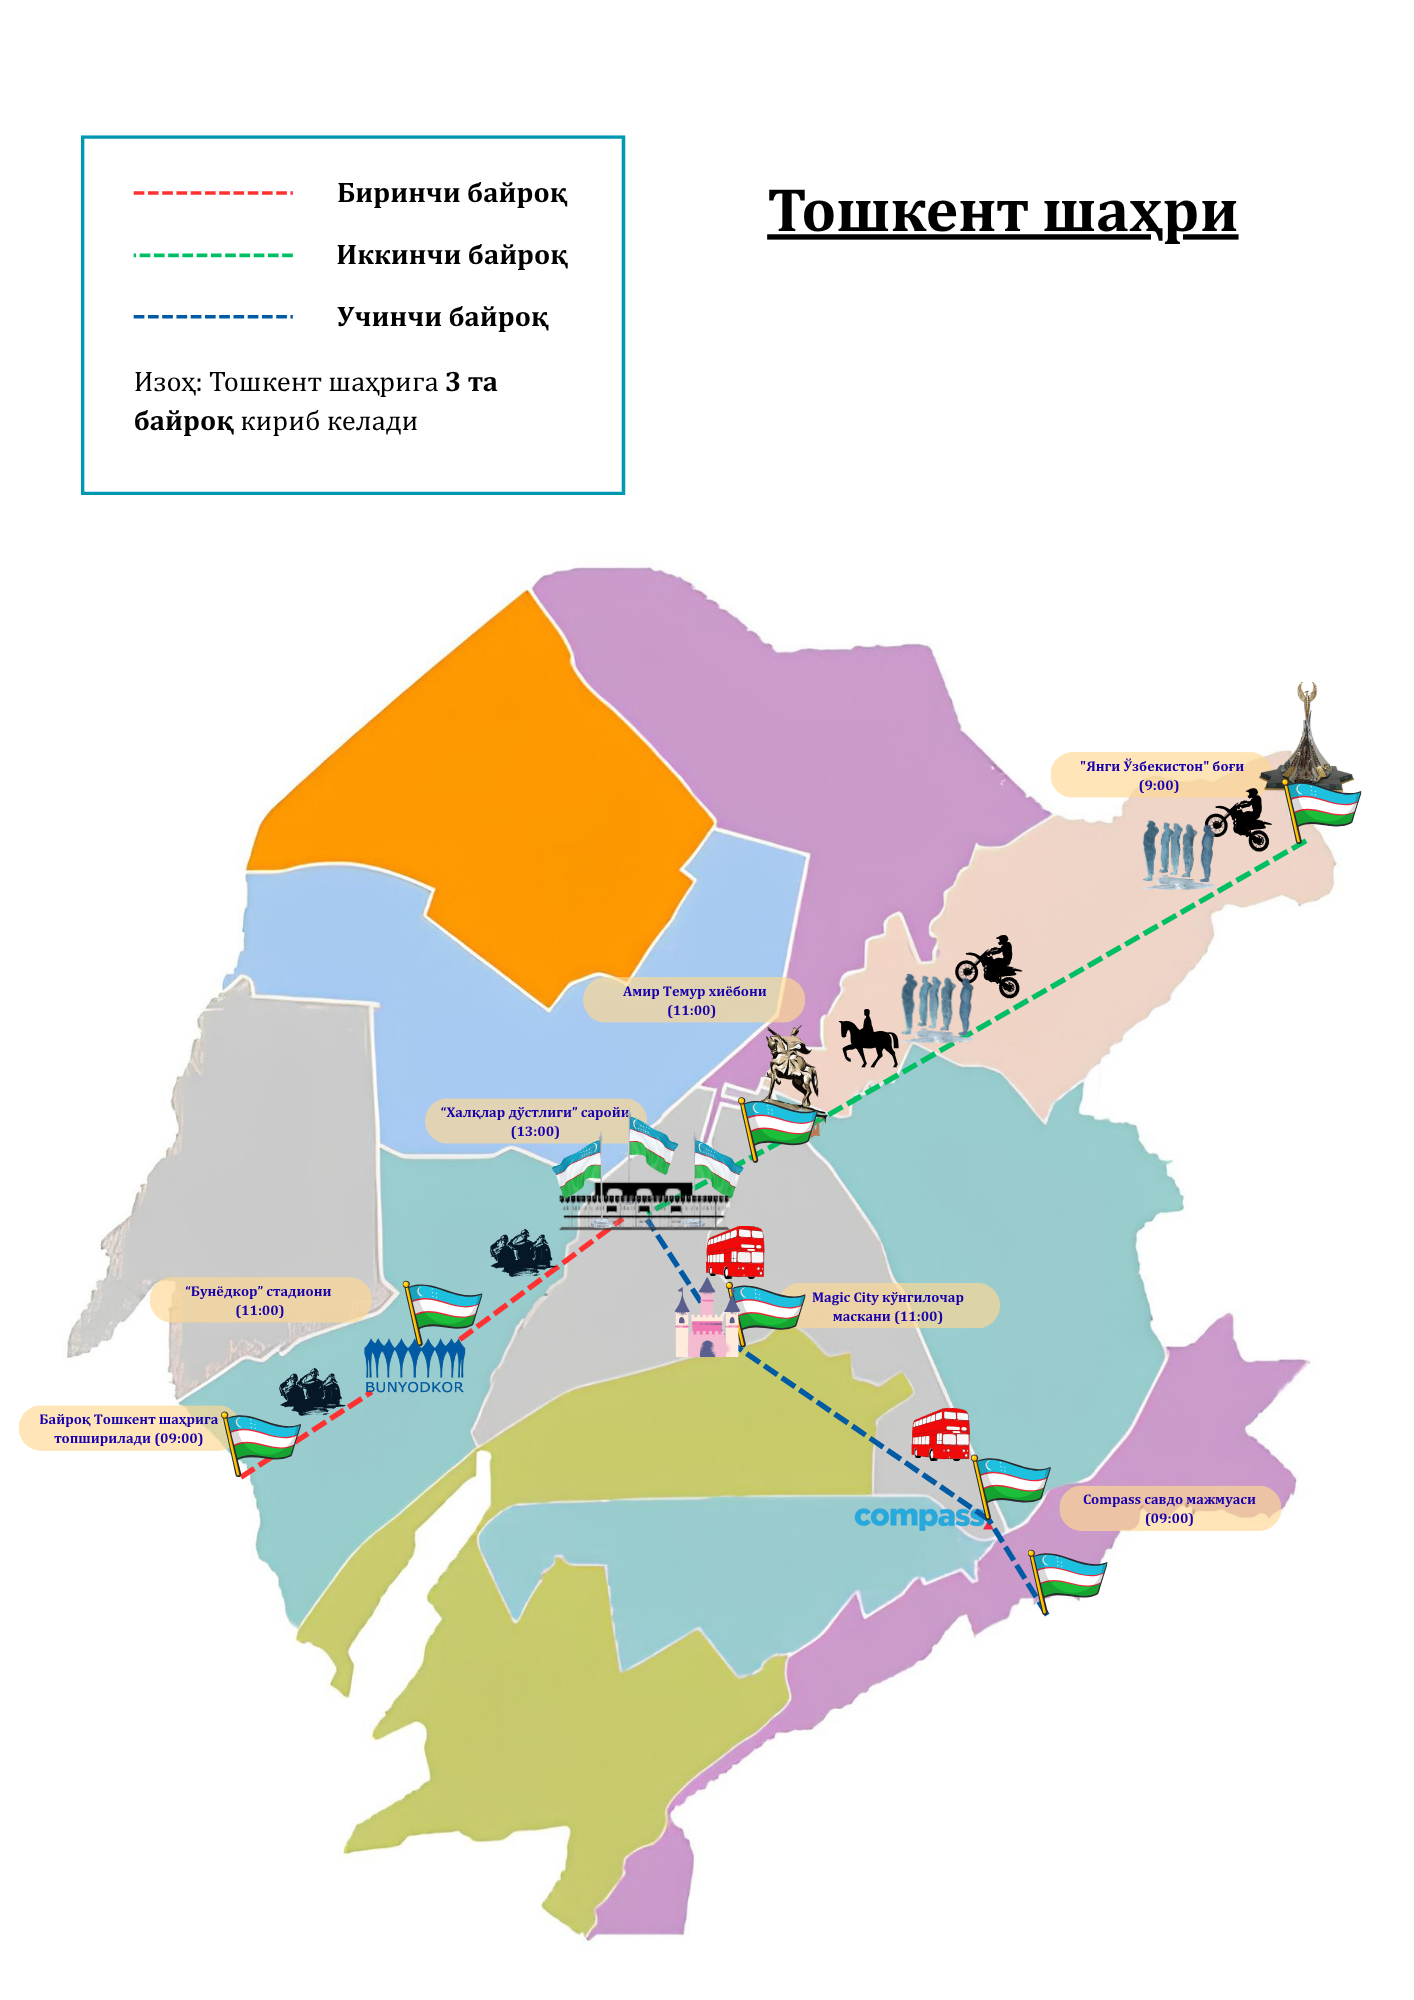 Биринчи байроқ
Иккинчи байроқ
Учинчи байроқ
Изоҳ: Тошкент шаҳрига 3 та
байроқ кириб келади
Тошкент шаҳри
"Янги Ўзбекистон" боғи
(9:00)
Амир Темур хиёбони
(11:00)
“Халқлар дўстлиги” саройи
(13:00)
“Бунёдкор” стадиони
(11:00)
Magic City кўнгилочар
маскани (11:00)
BUNYODKOR
Байроқ Тошкент шаҳрига
топширилади (09:00)
Compass савдо мажмуаси
(09:00)
compass